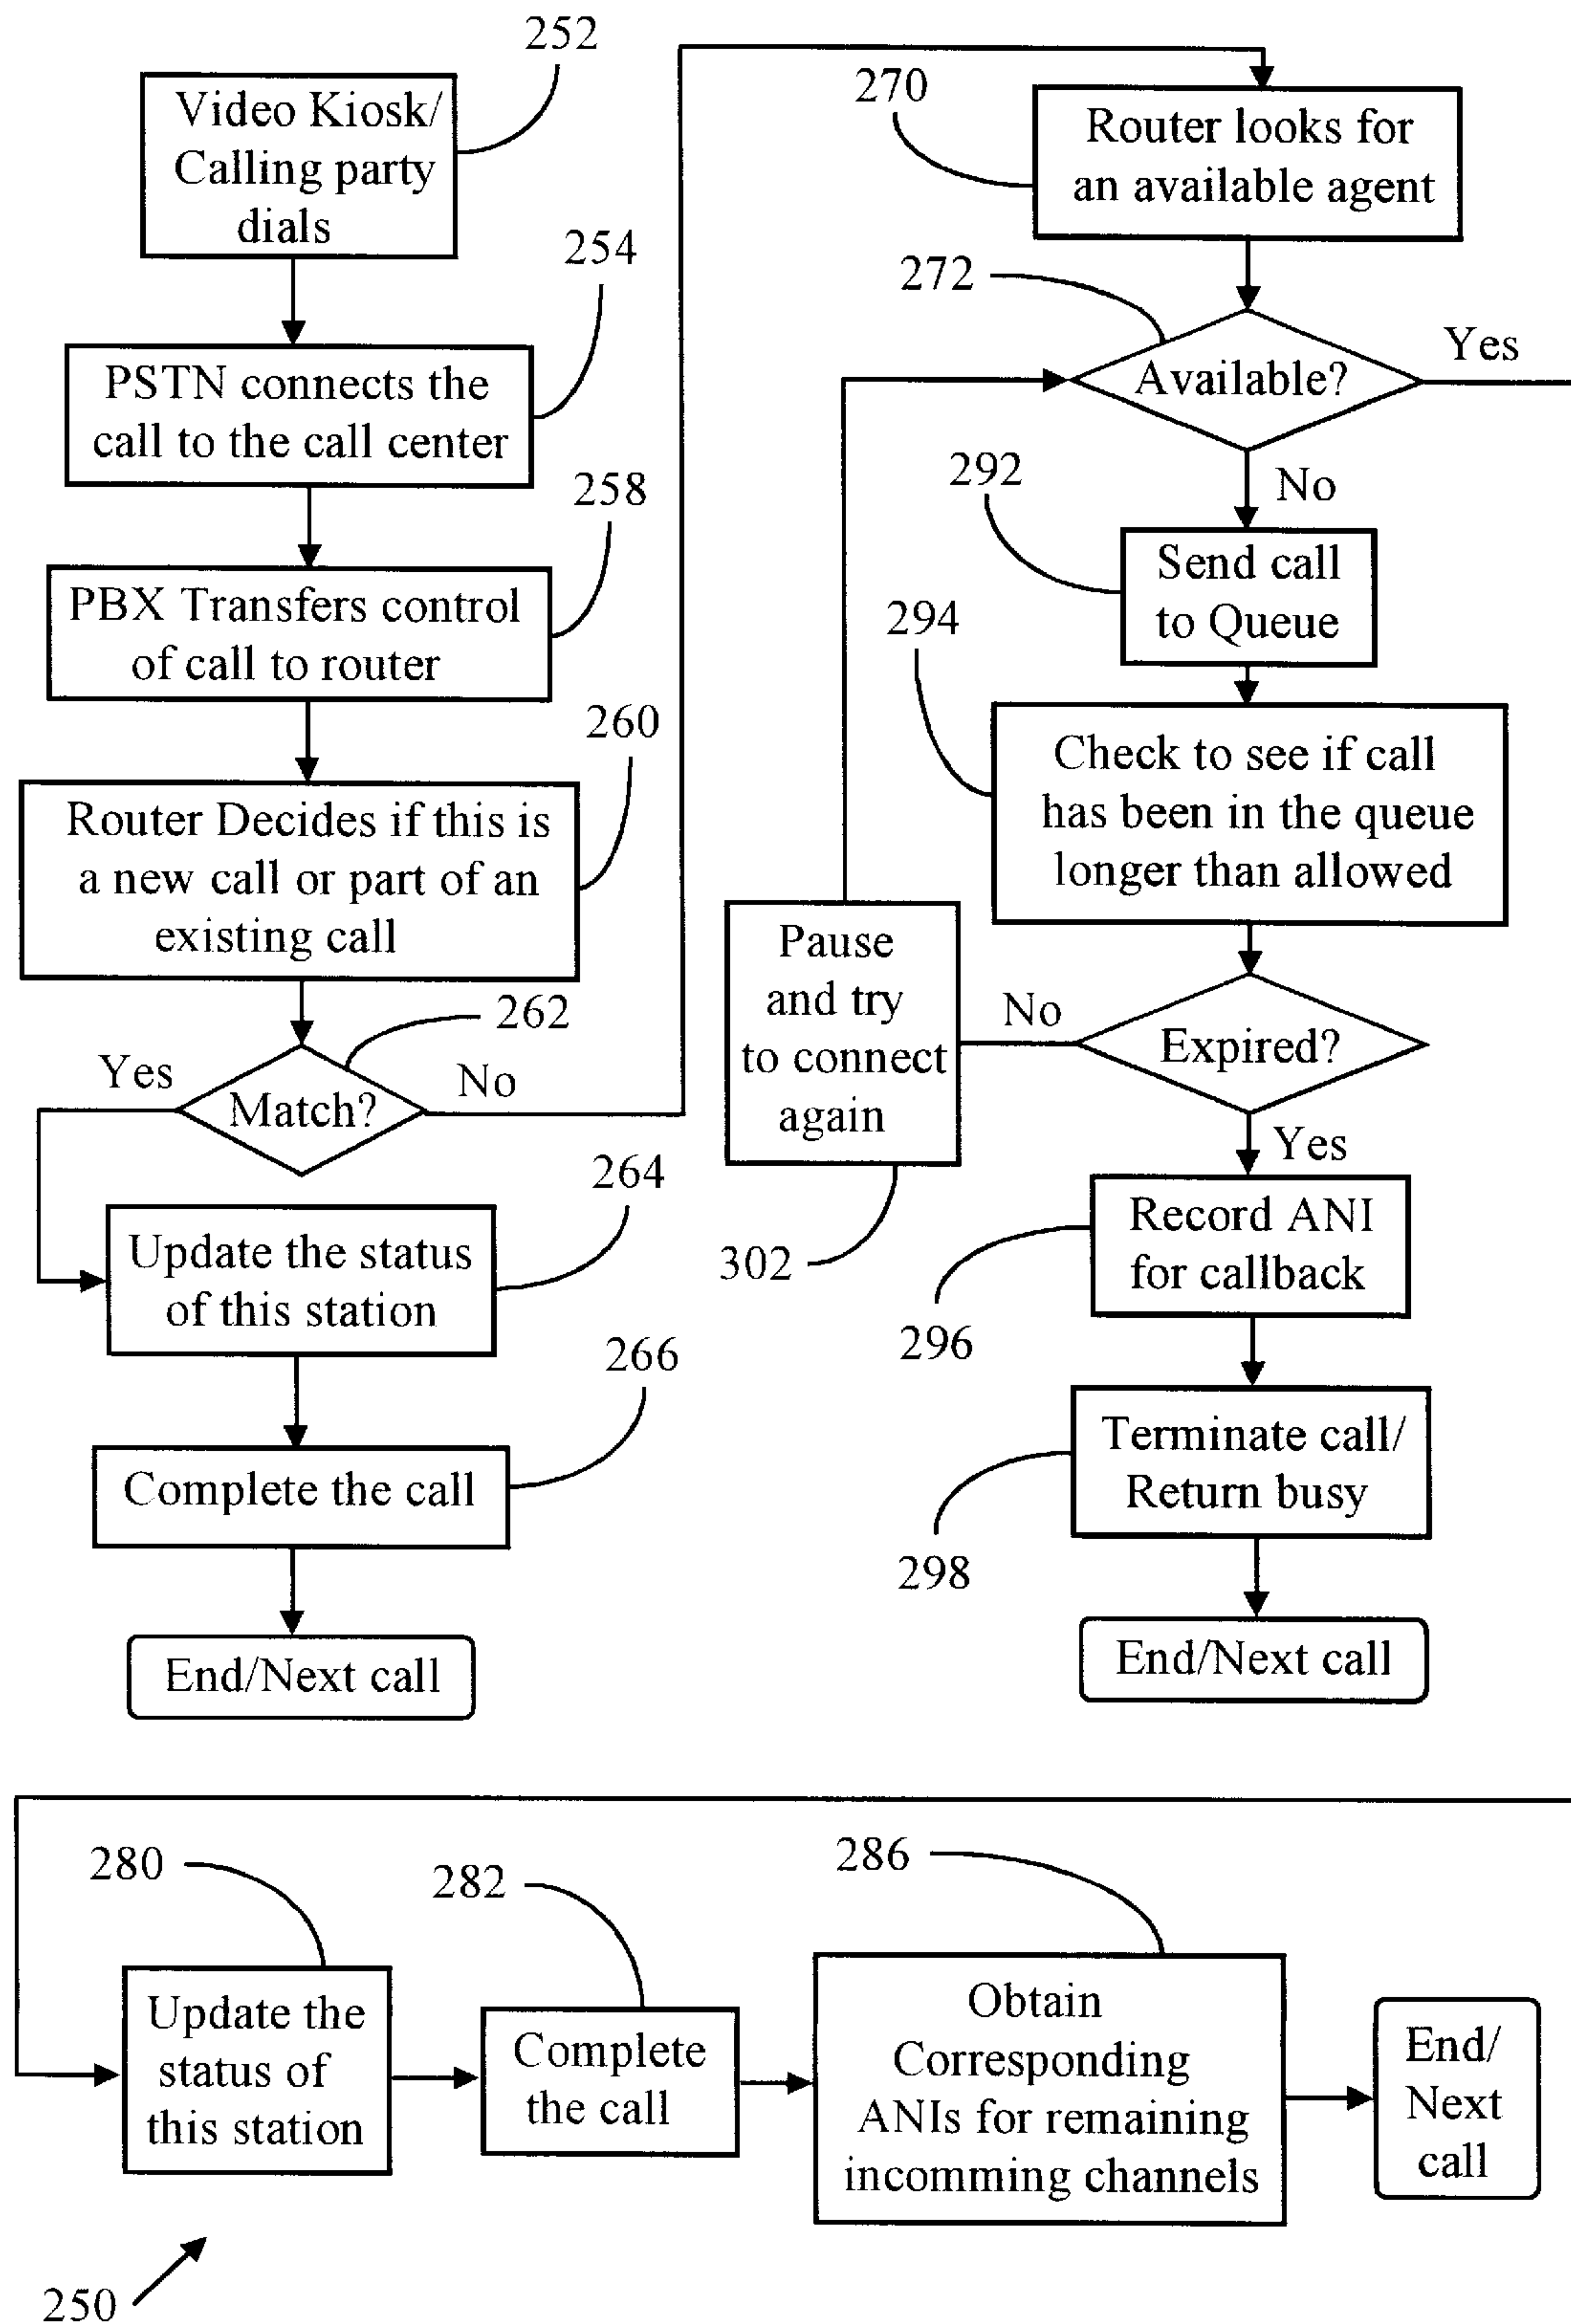 252
Video Kiosk/
Calling party
dials
254
PSTN connects the
call to the call center
258
PBX Transfers control
of call to router
260
Router Decides if this is
a new call or part of an
existing call
262
Yes
Match?
No
264
Update the status
of this station
266
Complete the call
End/Next call
270
Router looks for
an available agent
272
Available?
Yes
No
292
Send call
to Queue
294
Check to see if call
has been in the queue
longer than allowed
Expired?
No
Pause
and try
to connect
again
302
Yes
Record ANI
for callback
296
Terminate call/
Return busy
298
End/Next call
280
Update the
status of
this station
282
Complete
the call
286
Obtain
Corresponding
ANIs for remaining
incomming channels
End/
Next
call
250